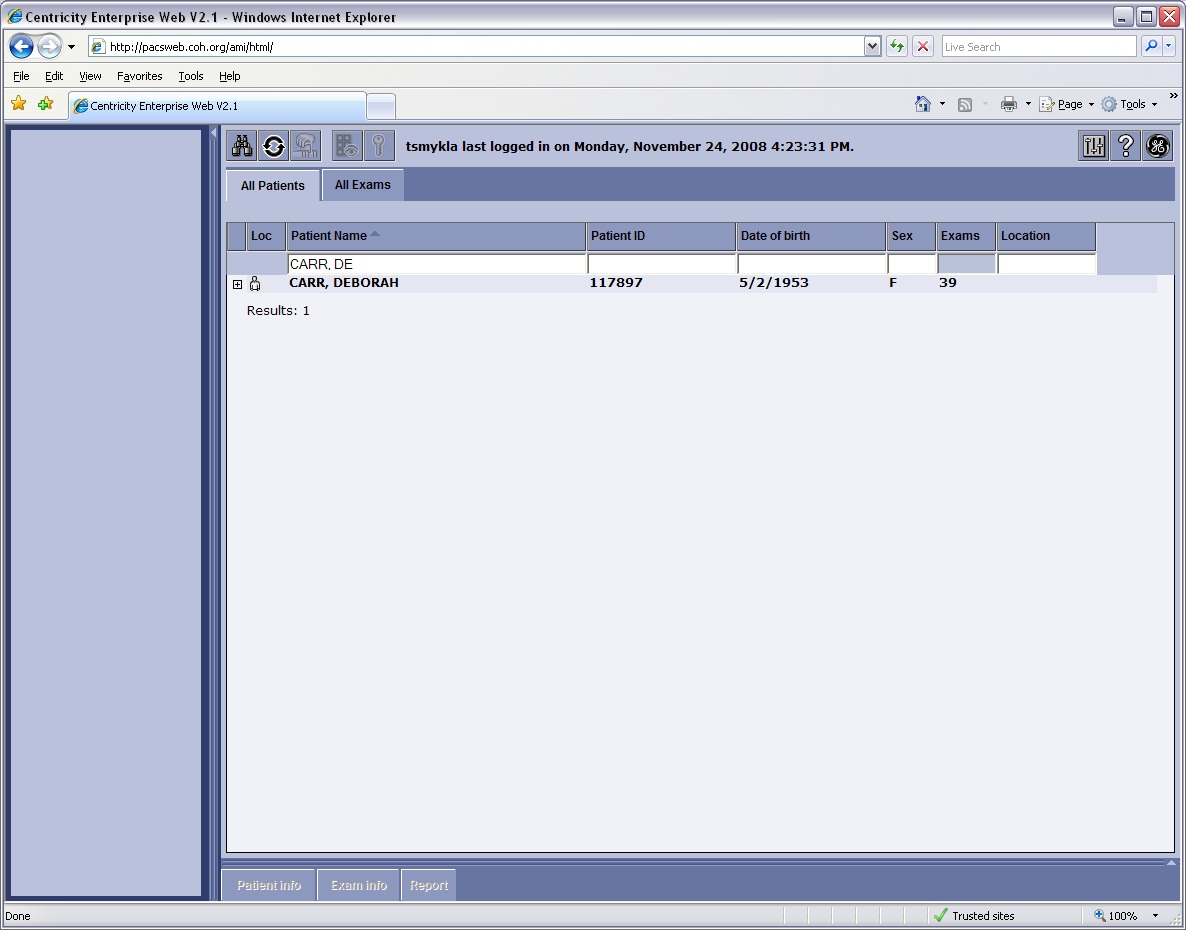 Centricity Enterprise Web V2.1 - Windows Internet Explorer
http://pacsweb.coh.org/ami/html/
Live Search
File Edit View Favorites Tools Help
Centricity Enterprise Web V2.1
Page Tools »
tsmykla last logged in on Monday, November 24, 2008 4:23:31 PM.
All Patients All Exams
Loc Patient Name Patient ID Date of birth Sex Exams Location
CARR, DE
CARR, DEBORAH 117897 5/2/1953 F 39
Results: 1
Patient info Exam info Report
Done Trusted sites 100%